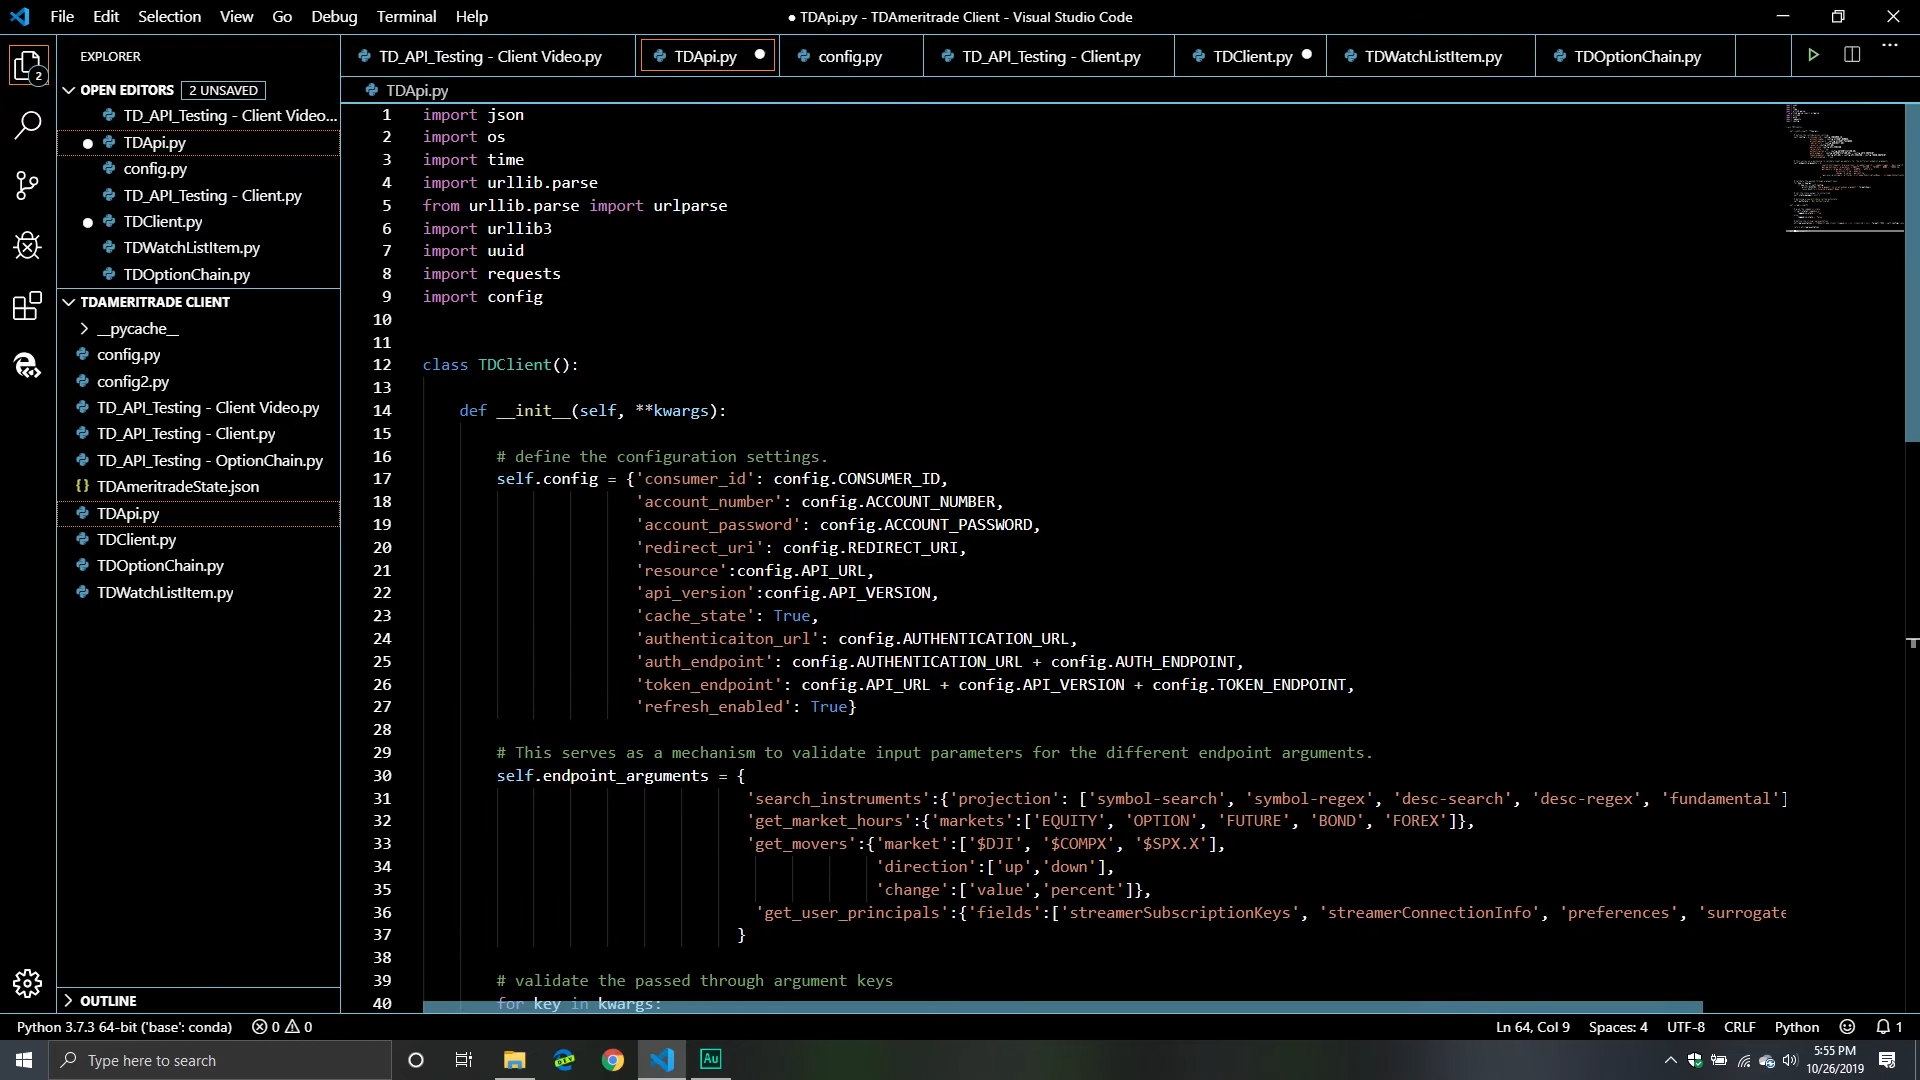 File Edit Selection View Go Debug Terminal Help
● TDApi.py - TDAmeritrade Client - Visual Studio Code
2
EXPLORER
OPEN EDITORS 2 UNSAVED
TD_API_Testing - Client Video...
TDApi.py
config.py
TD_API_Testing - Client.py
TDClient.py
TDWatchListItem.py
TDOptionChain.py
TDAMERITRADE CLIENT
__pycache__
config.py
config2.py
TD_API_Testing - Client Video.py
TD_API_Testing - Client.py
TD_API_Testing - OptionChain.py
{} TDAmeritradeState.json
TDApi.py
TDClient.py
TDOptionChain.py
TDWatchListItem.py
OUTLINE
TD_API_Testing - Client Video.py TDApi.py config.py TD_API_Testing - Client.py TDClient.py TDWatchListItem.py TDOptionChain.py
TDApi.py
1 import json
2 import os
3 import time
4 import urllib.parse
5 from urllib.parse import urlparse
6 import urllib3
7 import uuid
8 import requests
9 import config
10
11
12 class TDClient():
13
14 def __init__(self, **kwargs):
15
16 # define the configuration settings.
17 self.config = {'consumer_id': config.CONSUMER_ID,
18 'account_number': config.ACCOUNT_NUMBER,
19 'account_password': config.ACCOUNT_PASSWORD,
20 'redirect_uri': config.REDIRECT_URI,
21 'resource':config.API_URL,
22 'api_version':config.API_VERSION,
23 'cache_state': True,
24 'authenticaiton_url': config.AUTHENTICATION_URL,
25 'auth_endpoint': config.AUTHENTICATION_URL + config.AUTH_ENDPOINT,
26 'token_endpoint': config.API_URL + config.API_VERSION + config.TOKEN_ENDPOINT,
27 'refresh_enabled': True}
28
29 # This serves as a mechanism to validate input parameters for the different endpoint arguments.
30 self.endpoint_arguments = {
31 'search_instruments':{'projection': ['symbol-search', 'symbol-regex', 'desc-search', 'desc-regex', 'fundamental']
32 'get_market_hours':{'markets':['EQUITY', 'OPTION', 'FUTURE', 'BOND', 'FOREX']},
33 'get_movers':{'market':['$DJI', '$COMPX', '$SPX.X'],
34 'direction':['up','down'],
35 'change':['value','percent']},
36 'get_user_principals':{'fields':['streamerSubscriptionKeys', 'streamerConnectionInfo', 'preferences', 'surrogate
37 }
38
39 # validate the passed through argument keys
40 for key in kwargs:
Python 3.7.3 64-bit ('base': conda) 0 0 Ln 64, Col 9 Spaces: 4 UTF-8 CRLF Python 1
Type here to search
Au
5:55 PM
10/26/2019